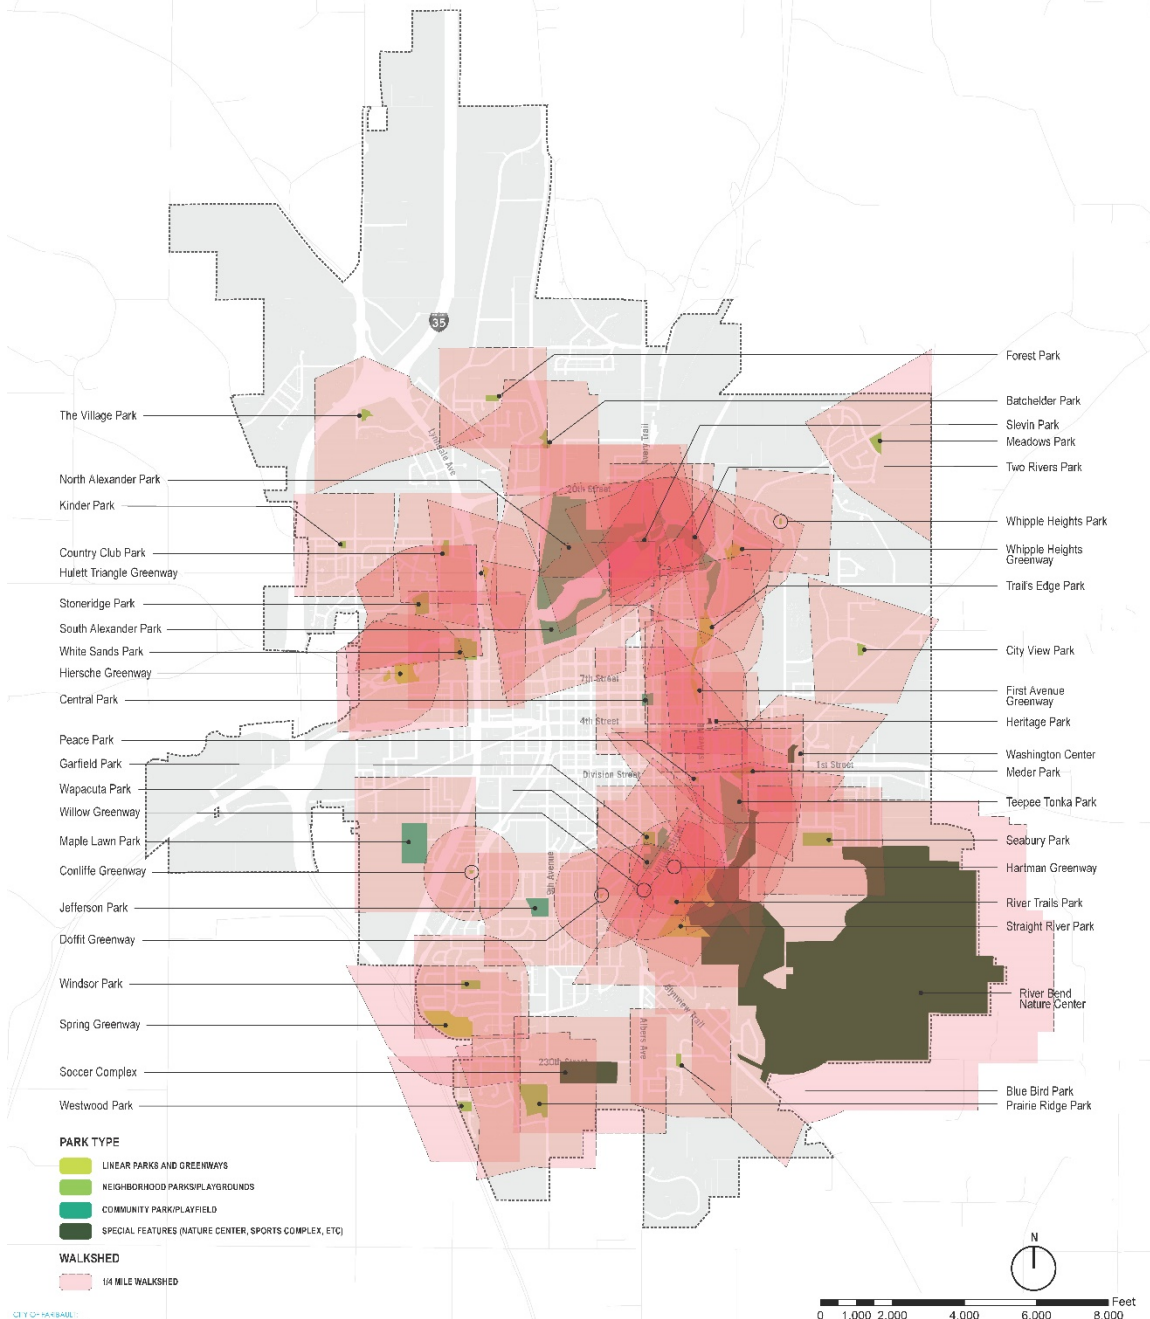 35
Forest Park
Batchelder Park
The Village Park
Slevin Park
Lyndale Ave
Avery Trail
Meadows Park
Two Rivers Park
North Alexander Park
20th Street
Kinder Park
Whipple Heights Park
Country Club Park
Whipple Heights
Greenway
Hulett Triangle Greenway
Trail's Edge Park
Stoneridge Park
South Alexander Park
White Sands Park
City View Park
Hiersche Greenway
7th Street
First Avenue
Greenway
Central Park
4th Street
Heritage Park
Peace Park
Washington Center
Garfield Park
1st Street
Division Street
Meder Park
Wapacuta Park
Teepee Tonka Park
Willow Greenway
Maple Lawn Park
Seabury Park
Conliffe Greenway
Hartman Greenway
Jefferson Park
River Trails Park
Straight River Park
Doffit Greenway
Windsor Park
River Bend
Nature Center
Spring Greenway
Albers Ave
230th Street
Soccer Complex
Blue Bird Park
Westwood Park
Prairie Ridge Park
PARK TYPE
LINEAR PARKS AND GREENWAYS
NEIGHBORHOOD PARKS/PLAYGROUNDS
COMMUNITY PARK/PLAYFIELD
SPECIAL FEATURES (NATURE CENTER, SPORTS COMPLEX, ETC)
WALKSHED
1/4 MILE WALKSHED
N
Feet
0 1,000 2,000 4,000 6,000 8,000
CITY OF FARIBAULT